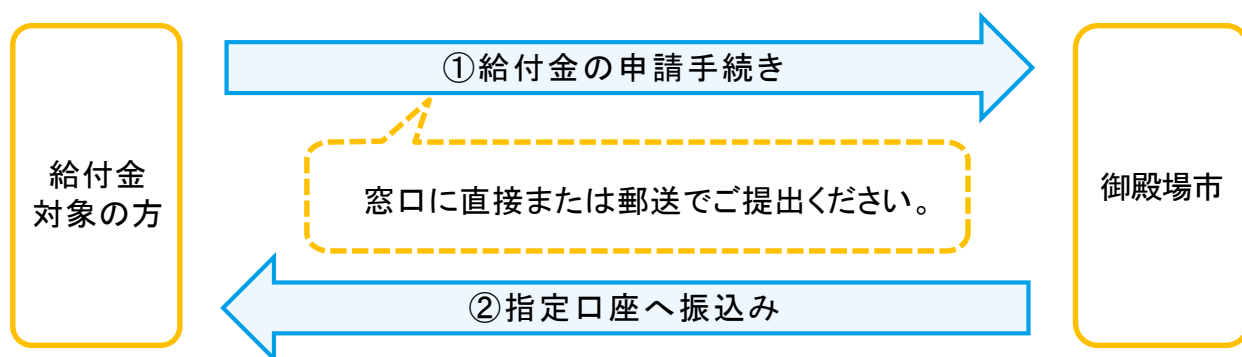 給付金
対象の方
①給付金の申請手続き
窓口に直接または郵送でご提出ください。
②指定口座へ振込み
御殿場市